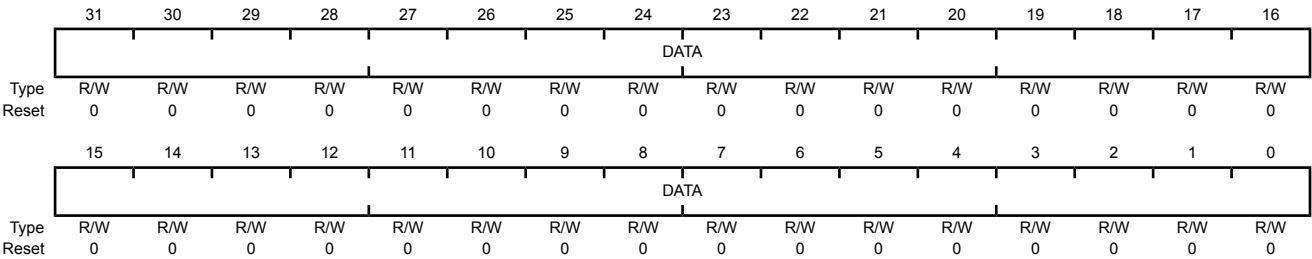 31 30 29 28 27 26 25 24 23 22 21 20 19 18 17 16
DATA
Type R/W R/W R/W R/W R/W R/W R/W R/W R/W R/W R/W R/W R/W R/W R/W R/W
Reset 0 0 0 0 0 0 0 0 0 0 0 0 0 0 0 0
15 14 13 12 11 10 9 8 7 6 5 4 3 2 1 0
DATA
Type R/W R/W R/W R/W R/W R/W R/W R/W R/W R/W R/W R/W R/W R/W R/W R/W
Reset 0 0 0 0 0 0 0 0 0 0 0 0 0 0 0 0